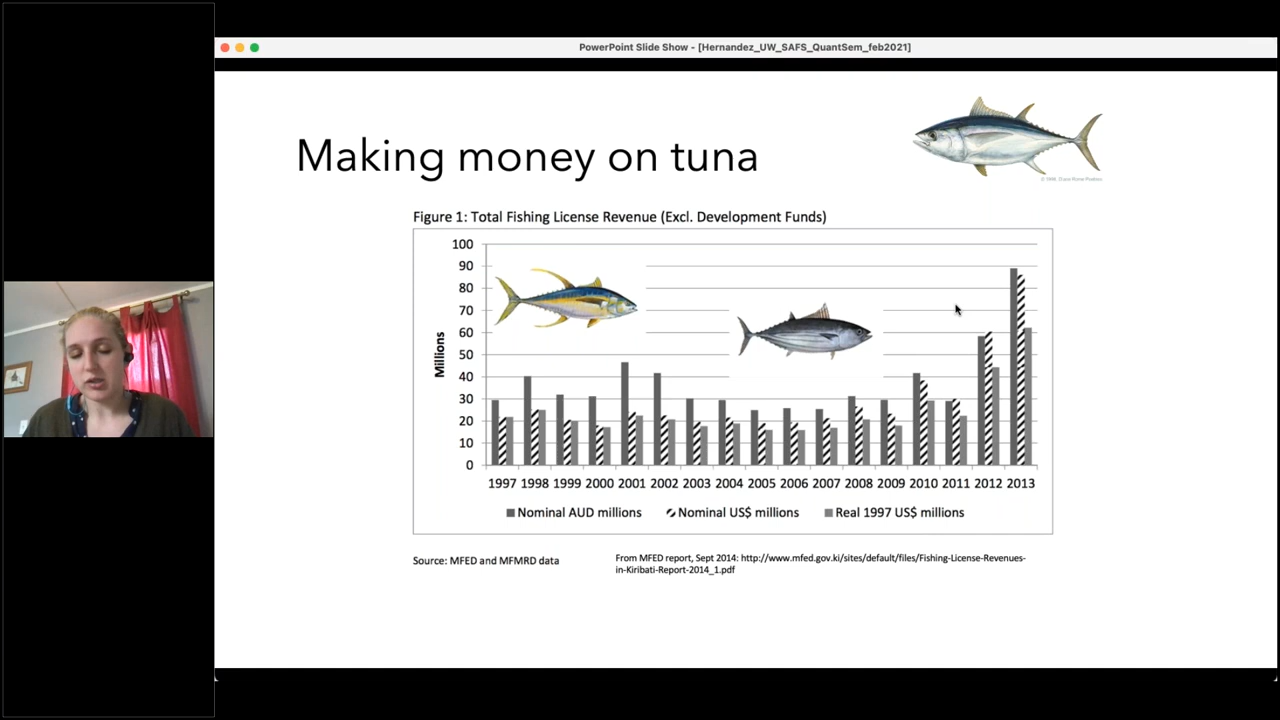 PowerPoint Slide Show - [Hernandez_UW_SAFS_QuantSem_feb2021]
Making money on tuna
Figure 1: Total Fishing License Revenue (Excl. Development Funds)
100
90
80
70
60
50
40
30
20
10
0
Millions
1997 1998 1999 2000 2001 2002 2003 2004 2005 2006 2007 2008 2009 2010 2011 2012 2013
Nominal AUD millions Nominal US$ millions Real 1997 US$ millions
Source: MFED and MFMRD data
From MFED report, Sept 2014: http://www.mfed.gov.ki/sites/default/files/Fishing-License-Revenues-
in-Kiribati-Report-2014_1.pdf